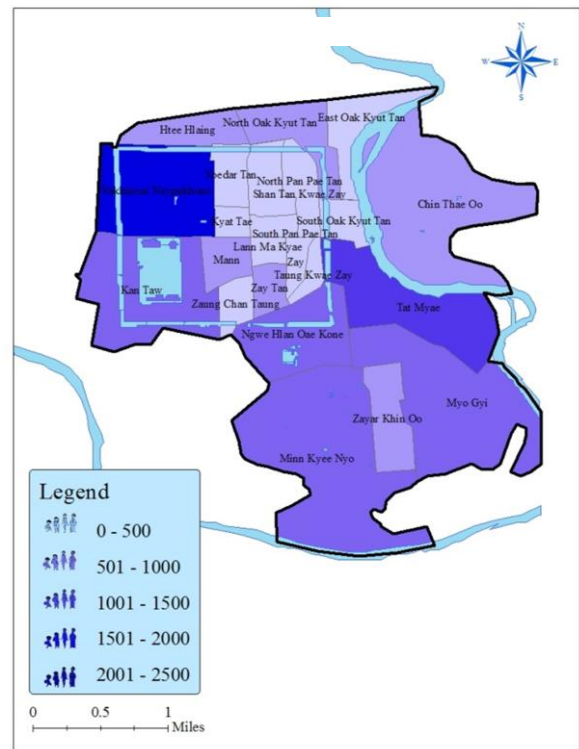 N
W E
S
East Oak Kyut Tan
North Oak Kyut Tan
Htee Hlaing
North Pan Pae Tan
Shan Tan Kwae Zay
Chin Thae Oo
Kyat Tae
South Oak Kyut Tan
South Pan Pae Tan
Lann Ma Kyae
Mann
Zay
Taung Kwae Zay
Kan Taw
Zay Tan
Zaung Chan Taung
Tat Myae
Ngwe Hlan Oae Kone
Myo Gyi
Zayar Khin Oo
Minn Kyee Nyo
Legend
0 - 500
501 - 1000
1001 - 1500
1501 - 2000
2001 - 2500
0 0.5 1
Miles